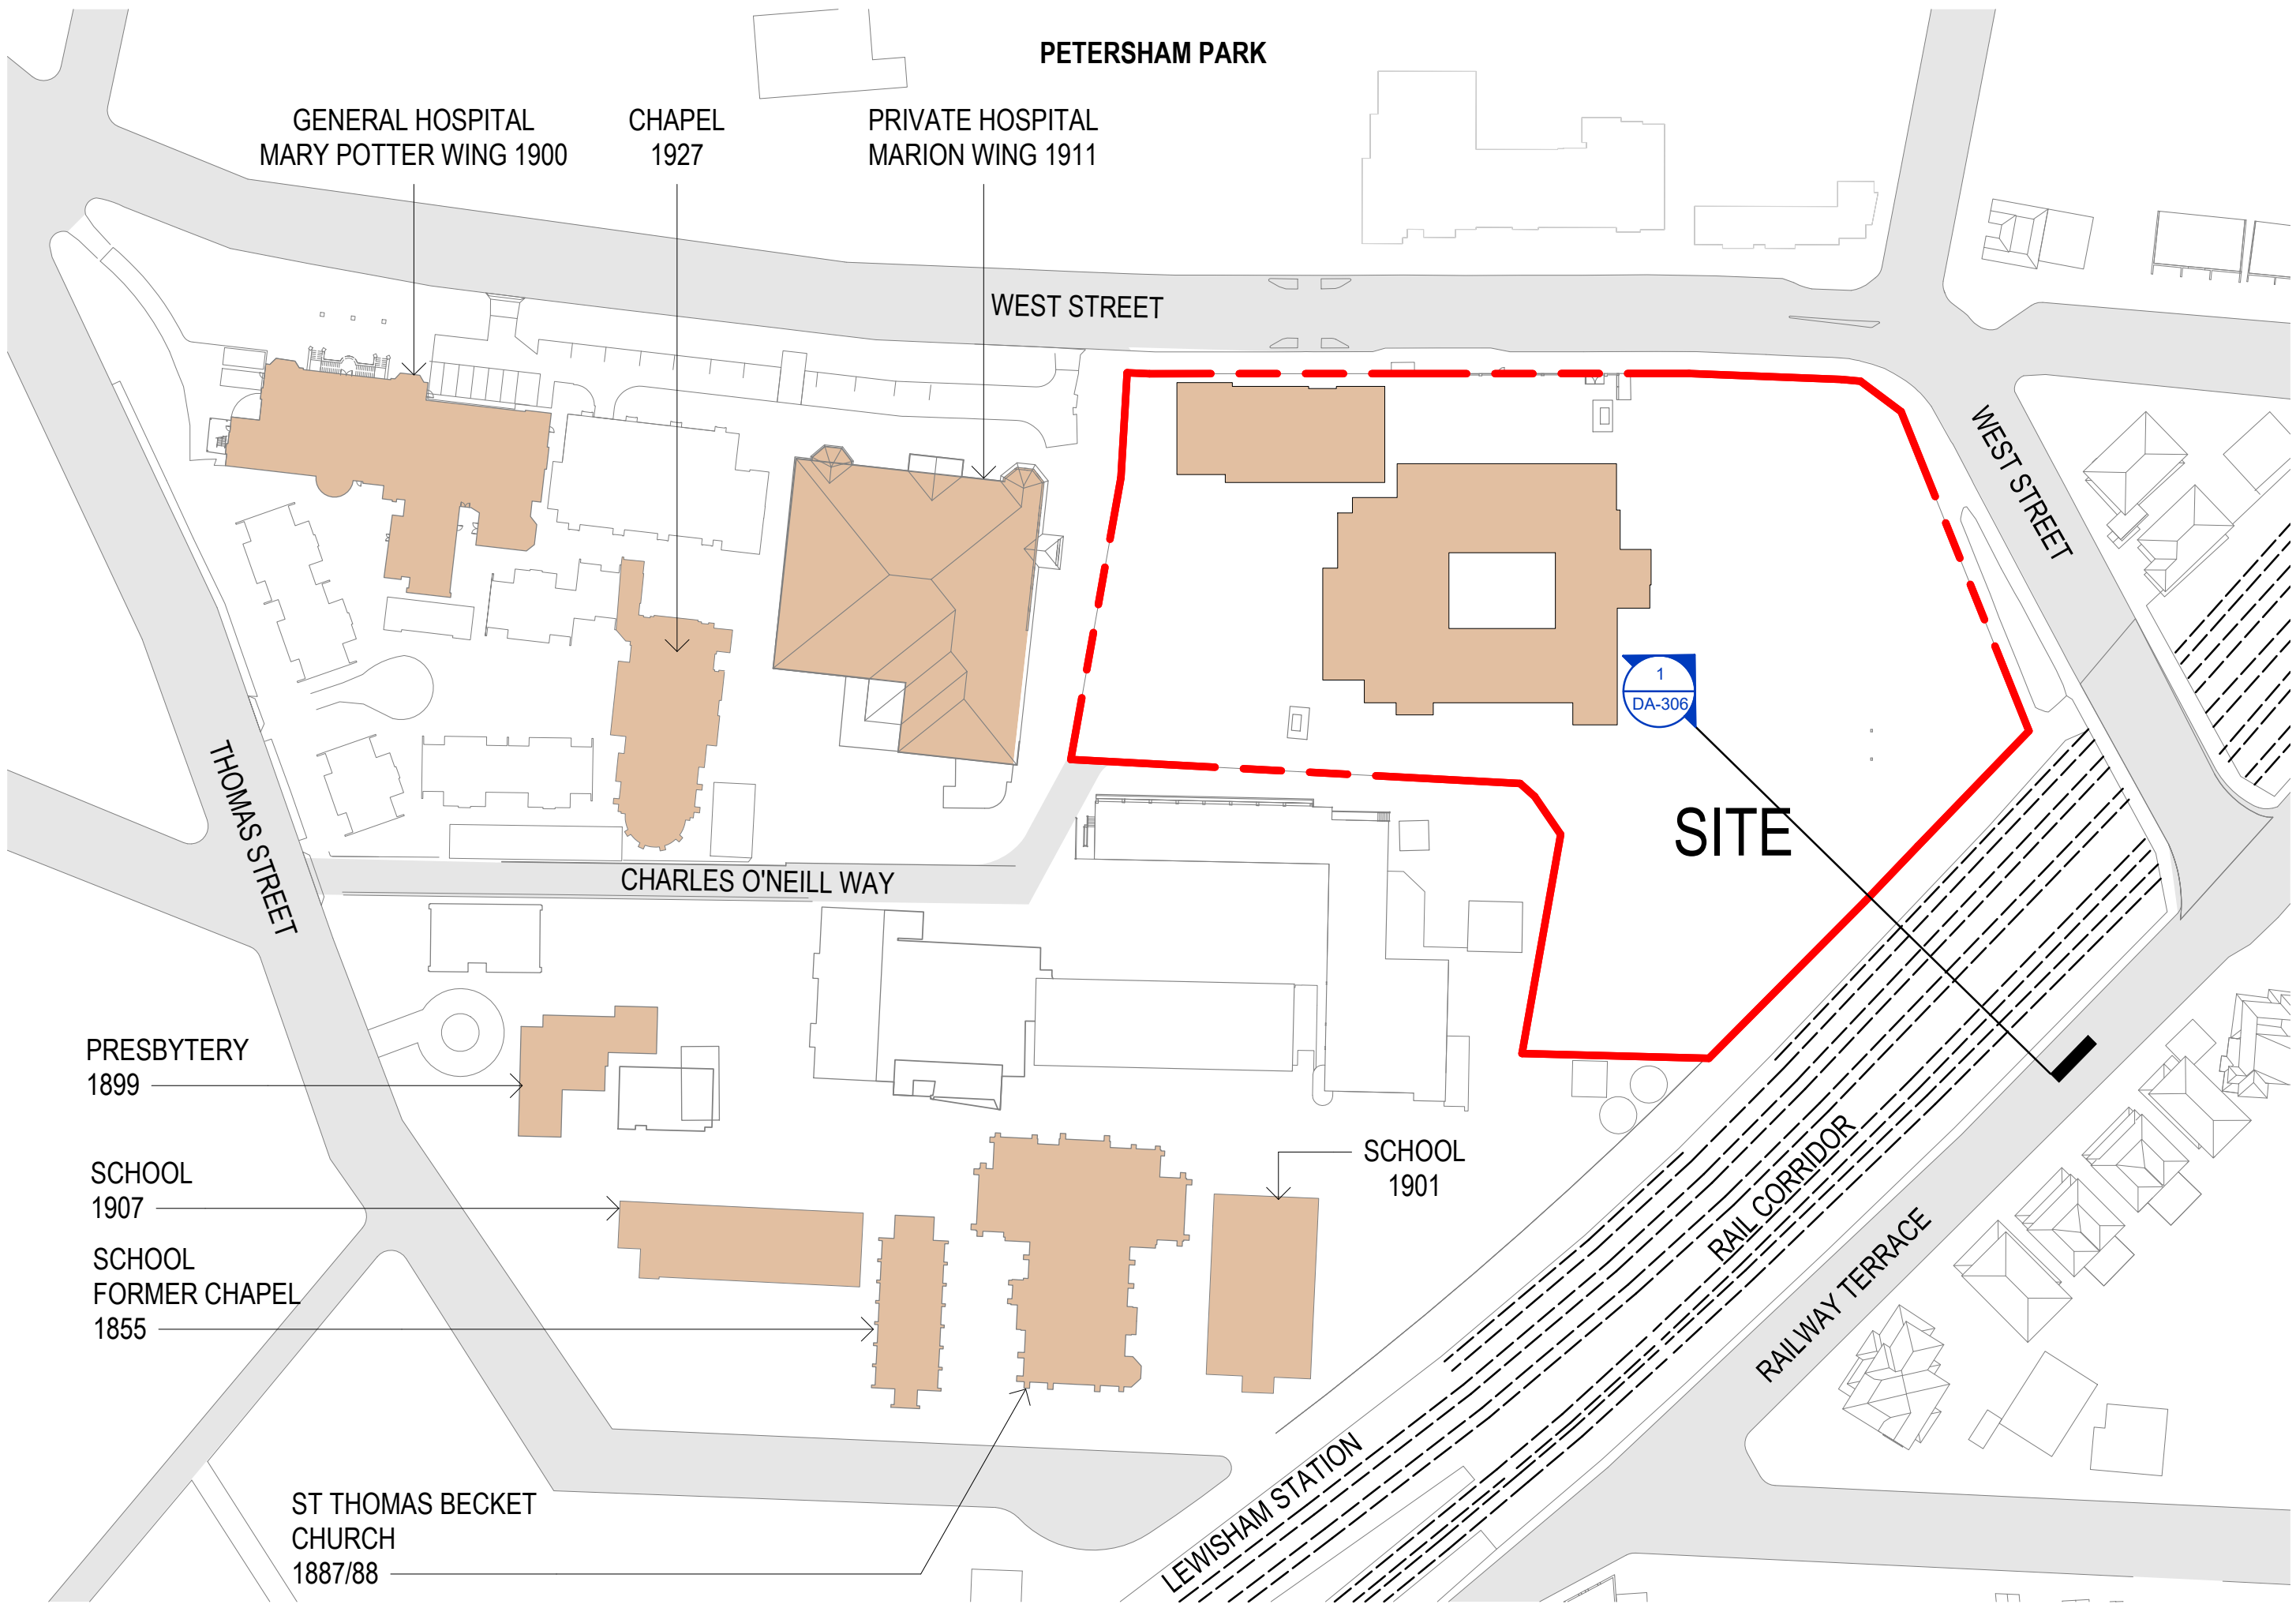 PETERSHAM PARK
GENERAL HOSPITAL
MARY POTTER WING 1900
CHAPEL
1927
PRIVATE HOSPITAL
MARION WING 1911
WEST STREET
WEST STREET
1
DA-306
SITE
THOMAS STREET
CHARLES O'NEILL WAY
PRESBYTERY
1899
SCHOOL
1907
SCHOOL
FORMER CHAPEL
1855
SCHOOL
1901
RAIL CORRIDOR
RAILWAY TERRACE
LEWISHAM STATION
ST THOMAS BECKET
CHURCH
1887/88